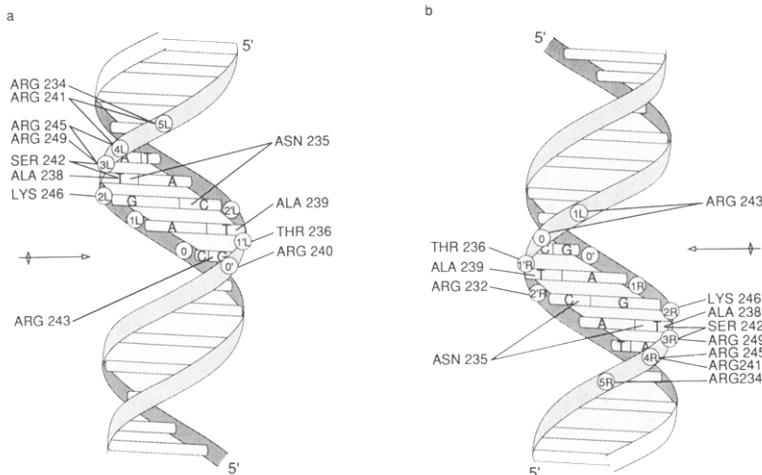 a
5'
ARG 234
ARG 241
5L
ARG 245
ARG 249
4L
ASN 235
SER 242
3L
A T
ALA 238
T A
LYS 246
2L
G C
2'L
ALA 239
1L
A T
THR 236
1'L
0
C G
ARG 240
0'
ARG 243
5'
b
5'
1L
ARG 243
0
THR 236
C G
0'
1'R
ALA 239
T A
1R
ARG 232
2'R
C G
2R
LYS 246
ALA 238
A T
SER 242
3R
ARG 249
T A
ARG 245
ASN 235
4R
ARG241
5R
ARG234
5'